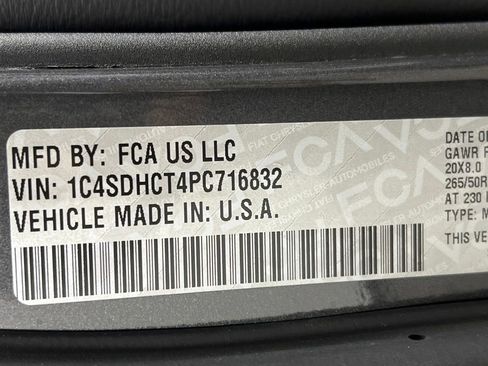 MFD BY: FCA US LLC
VIN: 1C4SDHCT4PC716832
VEHICLE MADE IN: U.S.A.
DATE O
GAWR F
20X8.0
265/50R
AT 230
TYPE: M
THIS VE